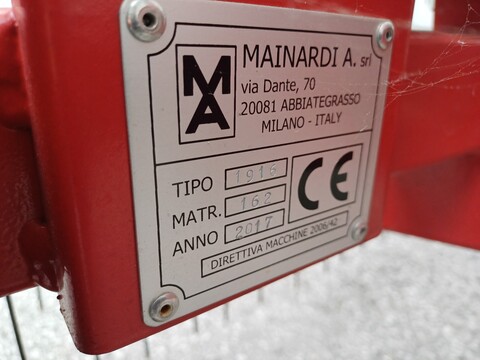 MA
MAINARDI A. srl
via Dante, 70
20081 ABBIATEGRASSO
MILANO - ITALY
TIPO 1916
MATR. 162
ANNO 2017
CE
DIRETTIVA MACCHINE 2006/42